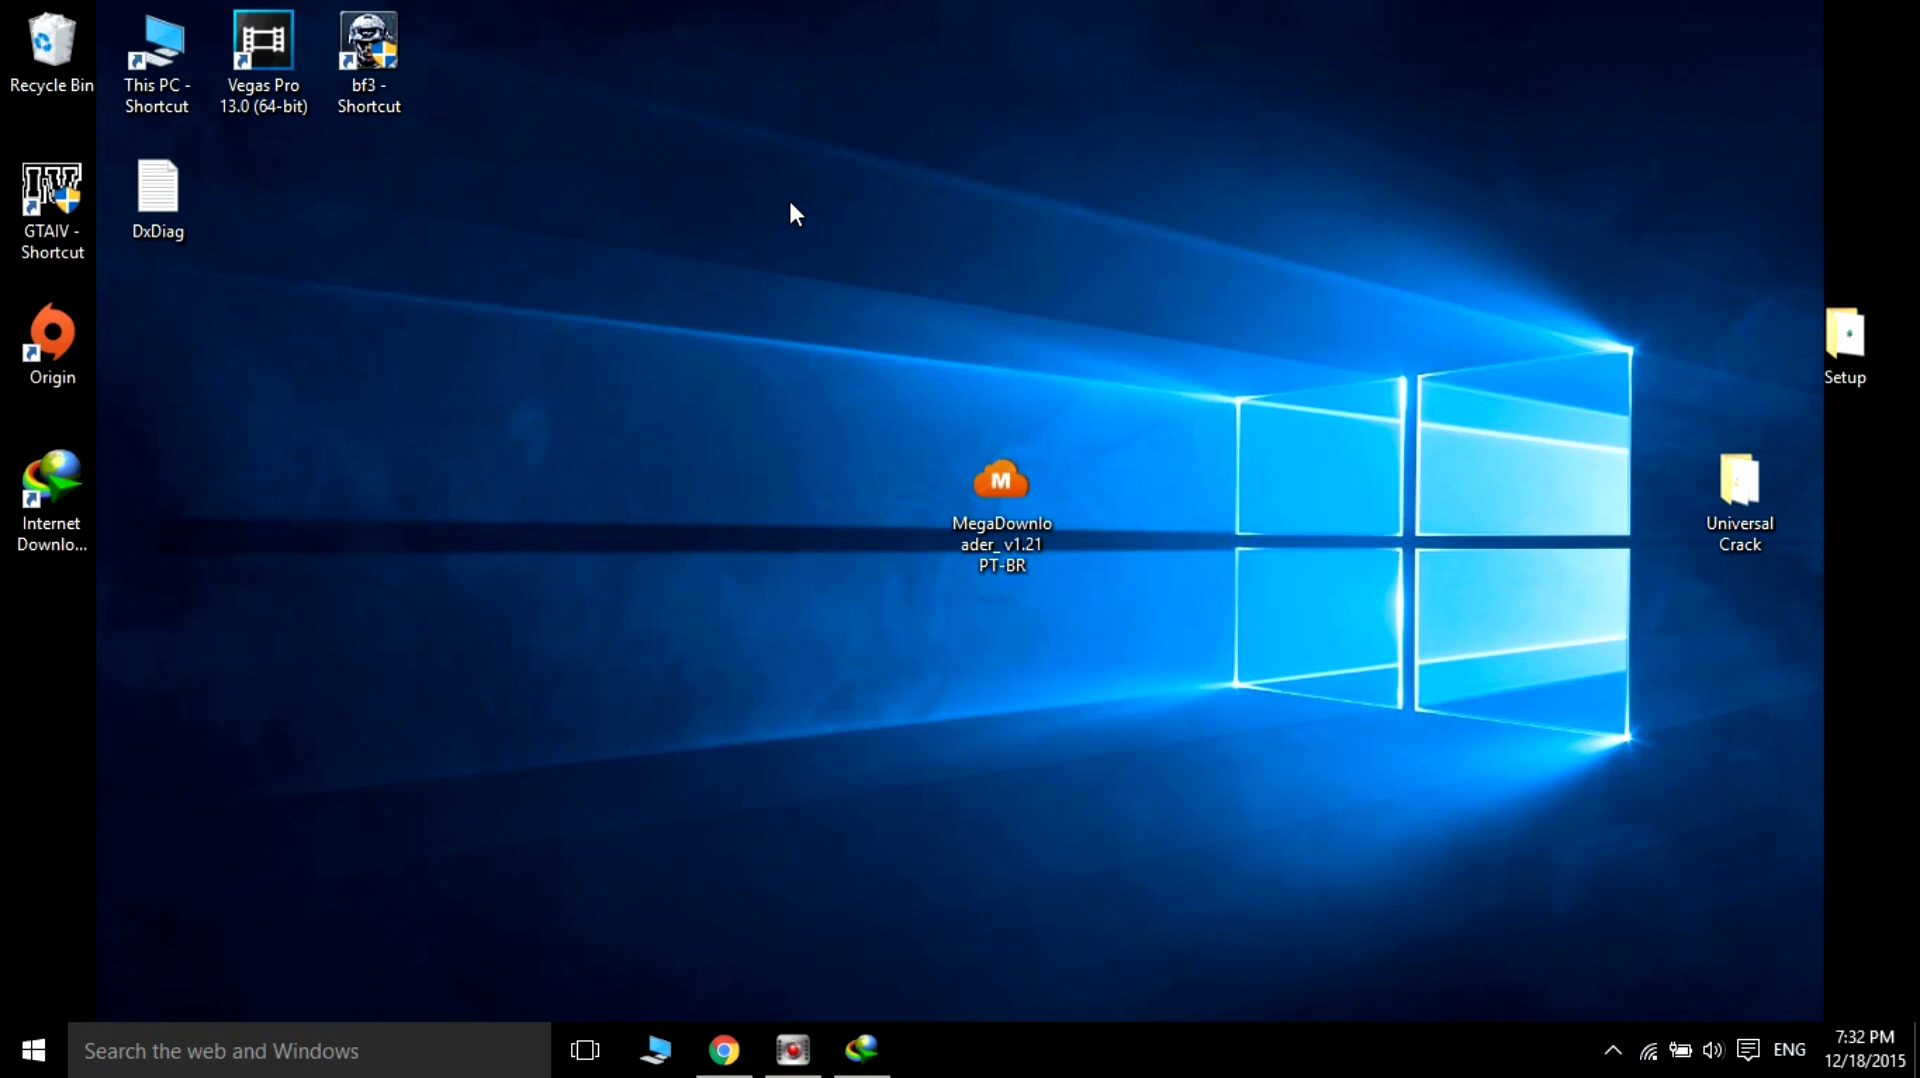 Recycle Bin
This PC -
Shortcut
Vegas Pro
13.0 (64-bit)
bf3 -
Shortcut
GTAIV -
Shortcut
DxDiag
Origin
Internet
Downlo...
M
MegaDownlo
ader_ v1.21
PT-BR
Setup
Universal
Crack
Search the web and Windows
ENG
7:32 PM
12/18/2015